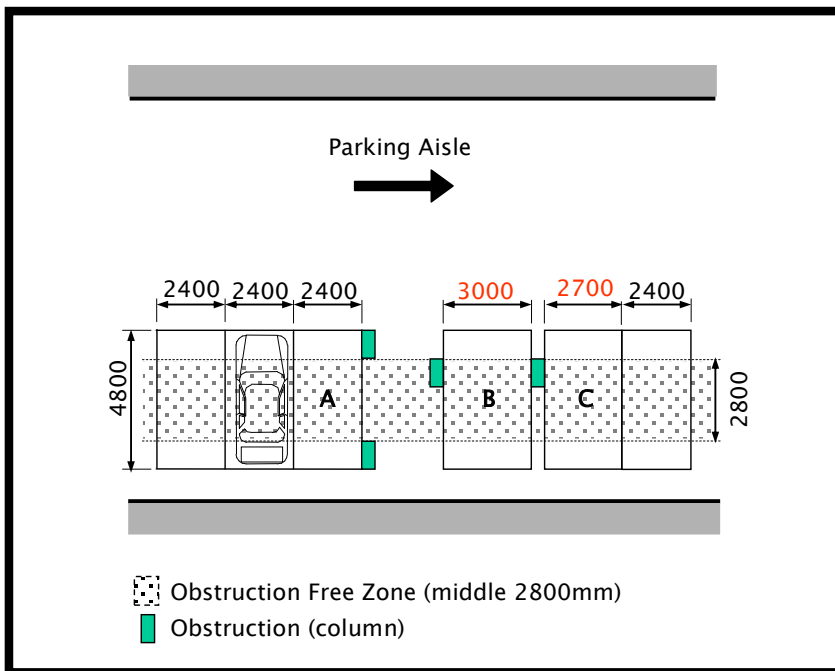 Parking Aisle
2400 2400 2400 3000 2700 2400
4800
A B C
2800
Obstruction Free Zone (middle 2800mm)
Obstruction (column)